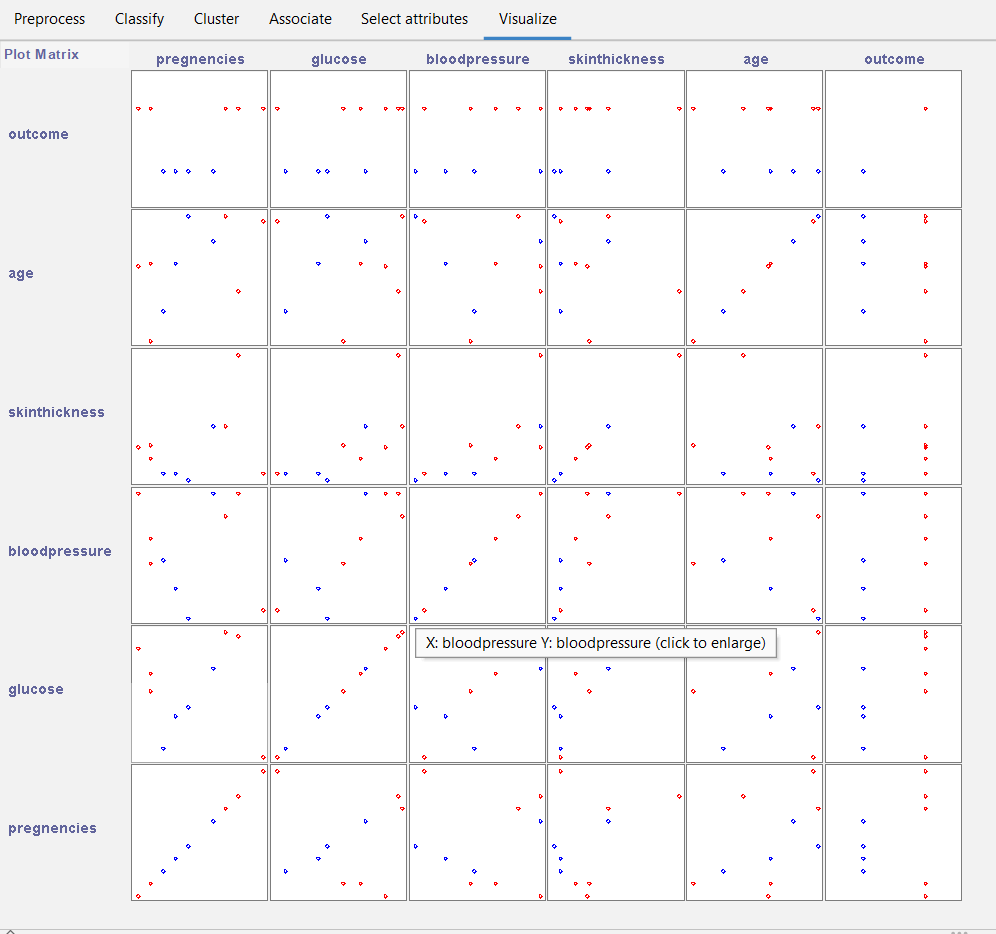 Preprocess Classify Cluster Associate Select attributes Visualize
Plot Matrix
pregnencies glucose bloodpressure skinthickness age outcome
outcome
age
skinthickness
bloodpressure
X: bloodpressure Y: bloodpressure (click to enlarge)
glucose
pregnencies